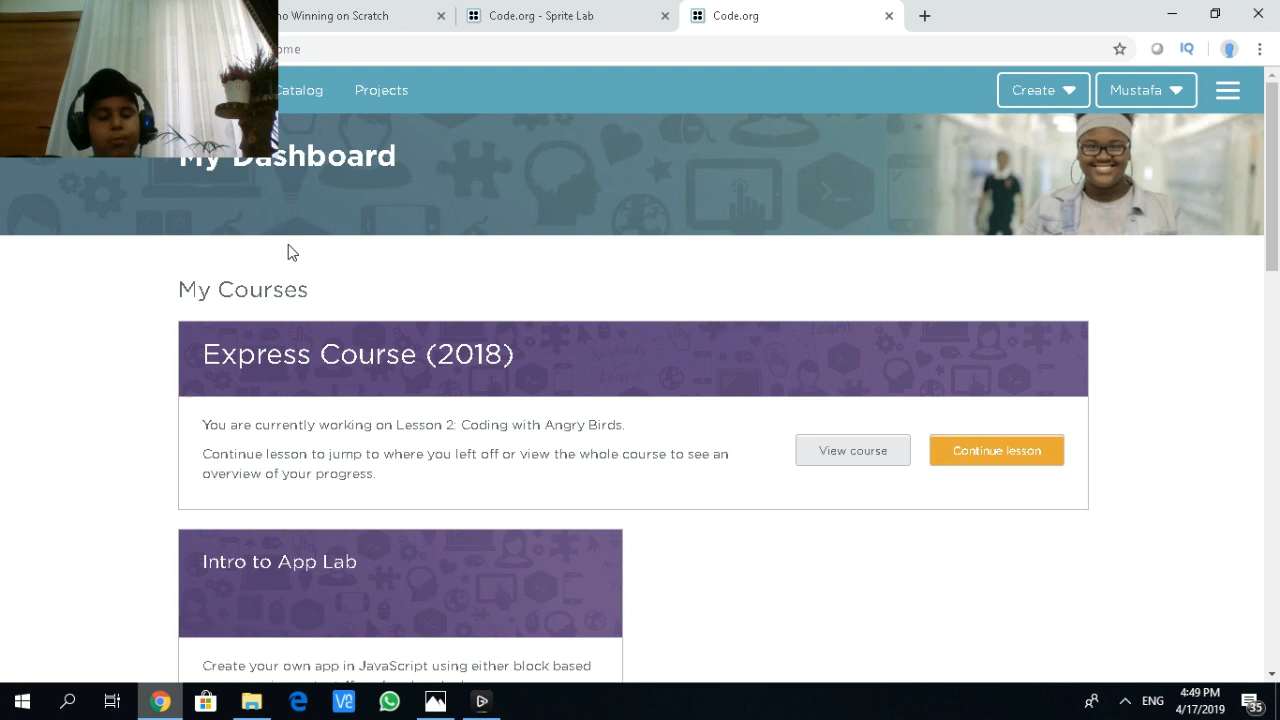 no Winning on Scratch
Code.org - Sprite Lab
Code.org
ome
Catalog
Projects
Create
Mustafa
My Dashboard
My Courses
Express Course (2018)
You are currently working on Lesson 2: Coding with Angry Birds.
Continue lesson to jump to where you left off or view the whole course to see an
overview of your progress.
View course
Continue lesson
Intro to App Lab
Create your own app in JavaScript using either block based
ENG
4:49 PM
4/17/2019
35